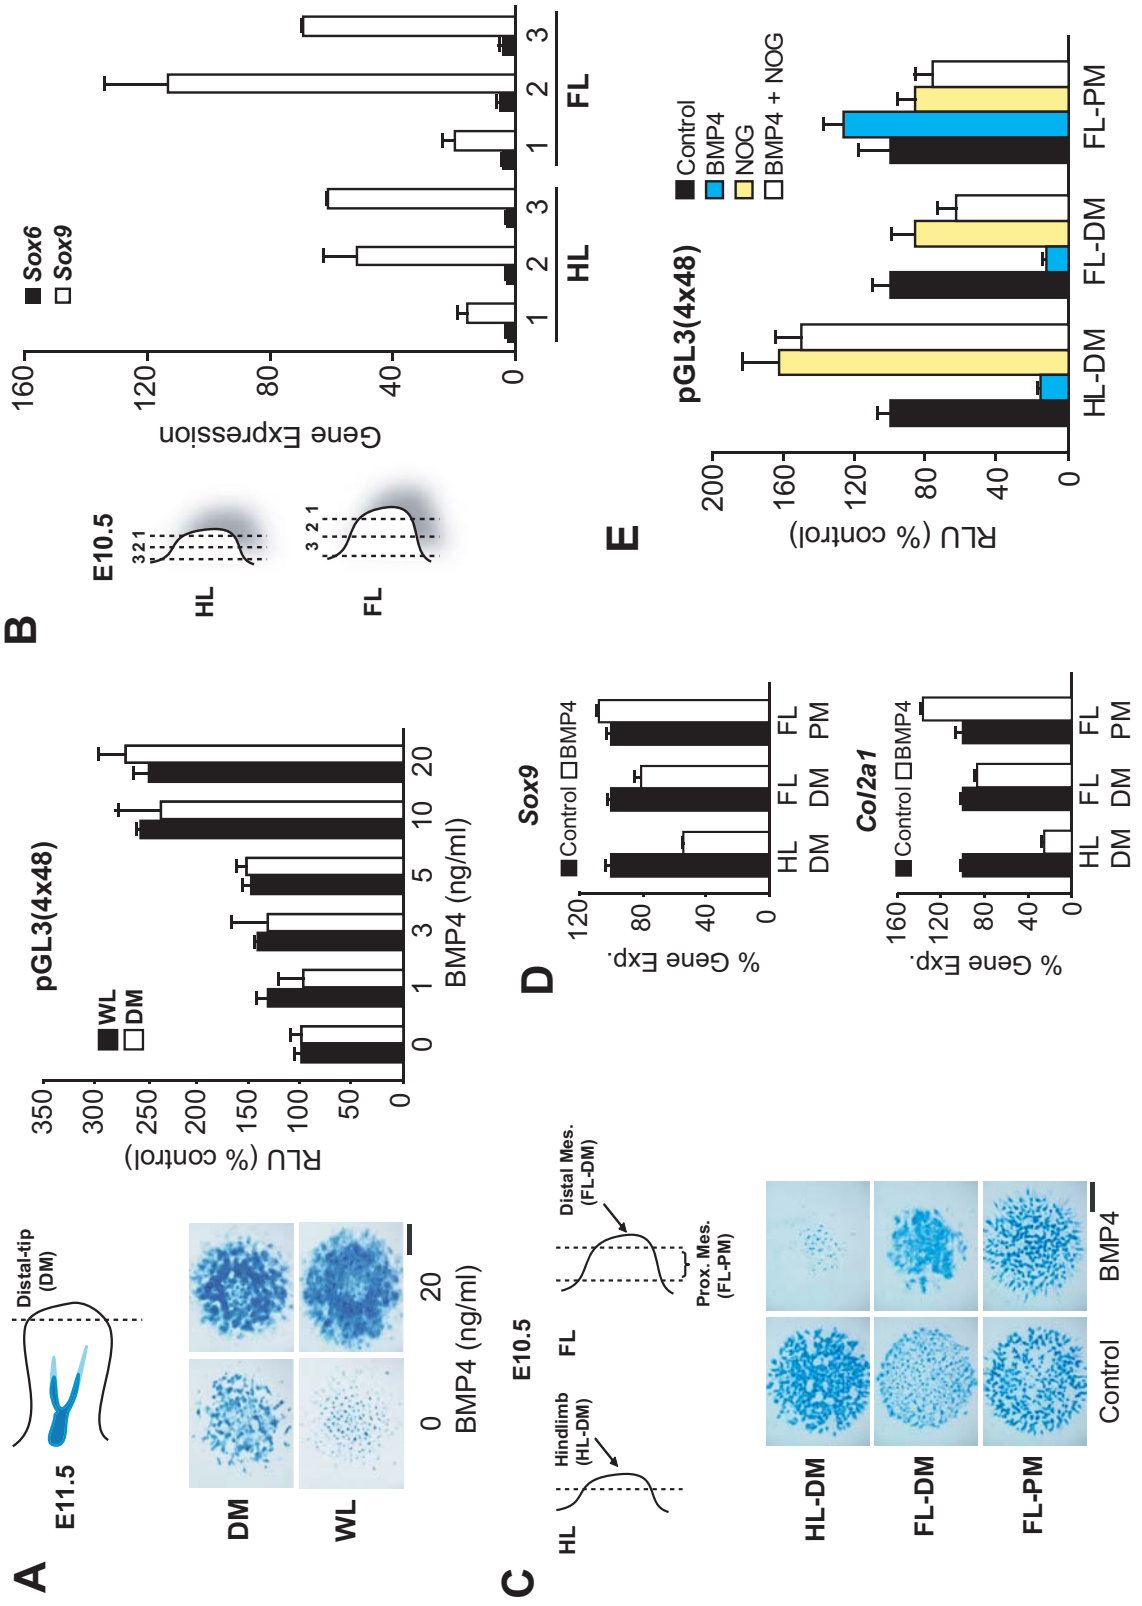 A
E11.5
Distal-tip
(DM)
DM
WL
0
20
BMP4 (ng/ml)
pGL3(4x48)
WL
DM
RLU (% control)
350
300
250
200
150
100
50
0
0
1
3
5
10
20
BMP4 (ng/ml)
B
E10.5
HL
3 2 1
FL
3 2 1
Sox6
Sox9
Gene Expression
160
120
80
40
0
1
2
3
1
2
3
HL
FL
C
E10.5
HL
Hindlimb
(HL-DM)
FL
Distal Mes.
(FL-DM)
Prox. Mes.
(FL-PM)
HL-DM
FL-DM
FL-PM
Control
BMP4
D
Sox9
Control
BMP4
% Gene Exp.
120
80
40
0
HL
DM
FL
DM
FL
PM
Col2a1
Control
BMP4
% Gene Exp.
160
120
80
40
0
HL
DM
FL
DM
FL
PM
E
pGL3(4x48)
Control
BMP4
NOG
BMP4 + NOG
RLU (% control)
200
160
120
80
40
0
HL-DM
FL-DM
FL-PM